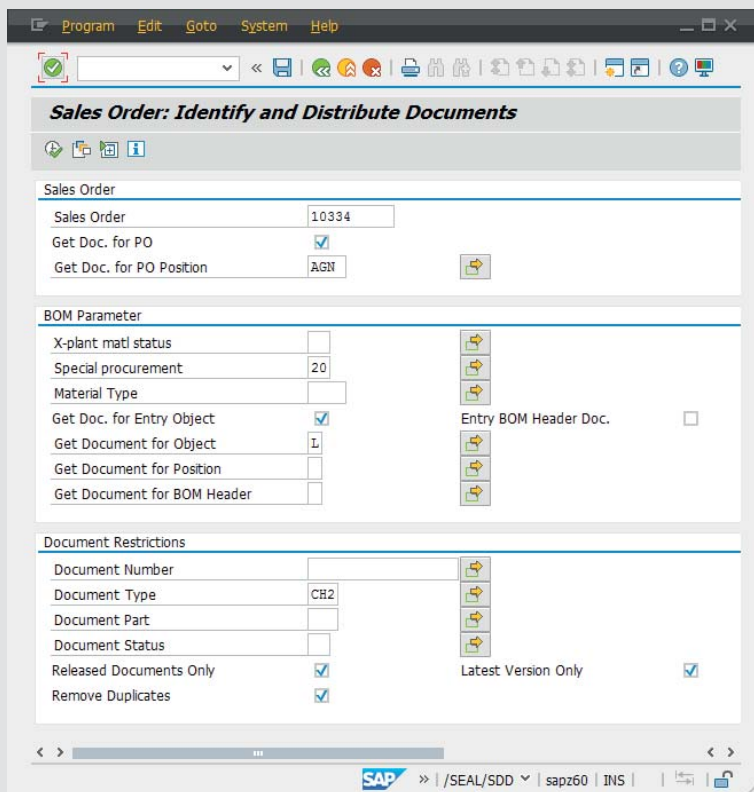 Program Edit Goto System Help
Sales Order: Identify and Distribute Documents
Sales Order
Sales Order 10334
Get Doc. for PO
Get Doc. for PO Position AGN
BOM Parameter
X-plant matl status
Special procurement 20
Material Type
Get Doc. for Entry Object Entry BOM Header Doc.
Get Document for Object L
Get Document for Position
Get Document for BOM Header
Document Restrictions
Document Number
Document Type CH2
Document Part
Document Status
Released Documents Only Latest Version Only
Remove Duplicates
SAP » | /SEAL/SDD | sapz60 | INS |